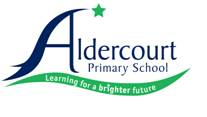 Aldercourt
Primary School
Learning for a brighter future